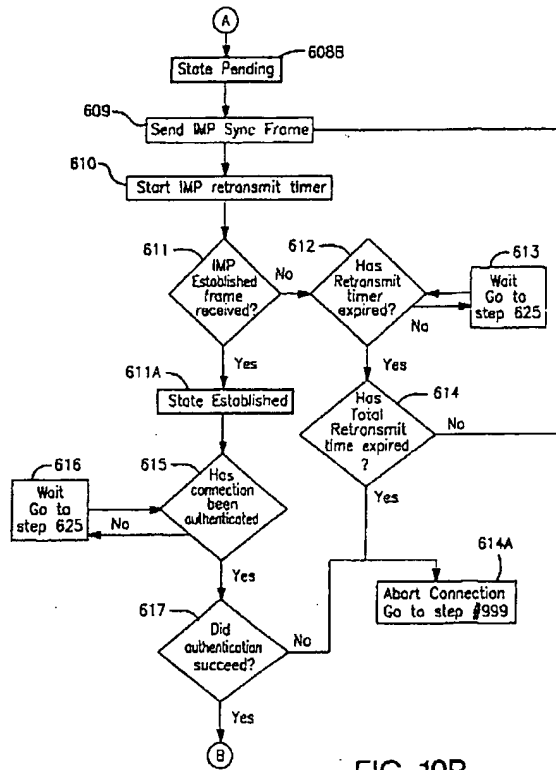 A
608B
State Pending
609
Send IMP Sync Frame
610
Start IMP retransmit timer
611
IMP
Established
frame
received?
No
612
Has
Retransmit
timer
expired?
613
Wait
Go to
step 625
No
Yes
Yes
611A
State Established
614
Has
Total
Retransmit
time expired
?
No
616
Wait
Go to
step 625
615
Has
connection
been
authenticated
No
Yes
Yes
614A
Abort Connection
Go to step #999
617
Did
authentication
succeed?
No
Yes
B
FIG. 10B